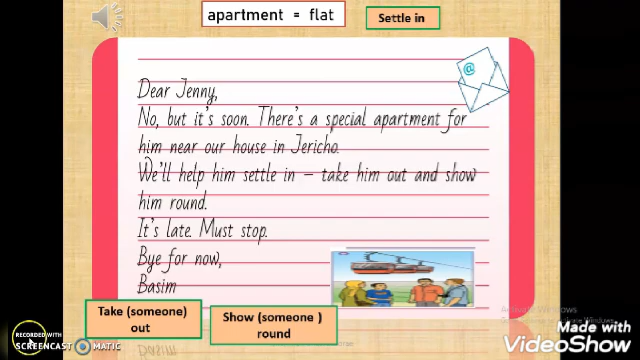 apartment = flat
Settle in
Dear Jenny,
No, but it's soon. There's a special apartment for
him near our house in Jericho.
We'll help him settle in – take him out and show
him round.
It's late. Must stop.
Bye for now,
Basim
Take (someone)
out
Show (someone )
round
Activate Windows
RECORDED WITH
SCREENCAST MATIC
Made with
VideoShow